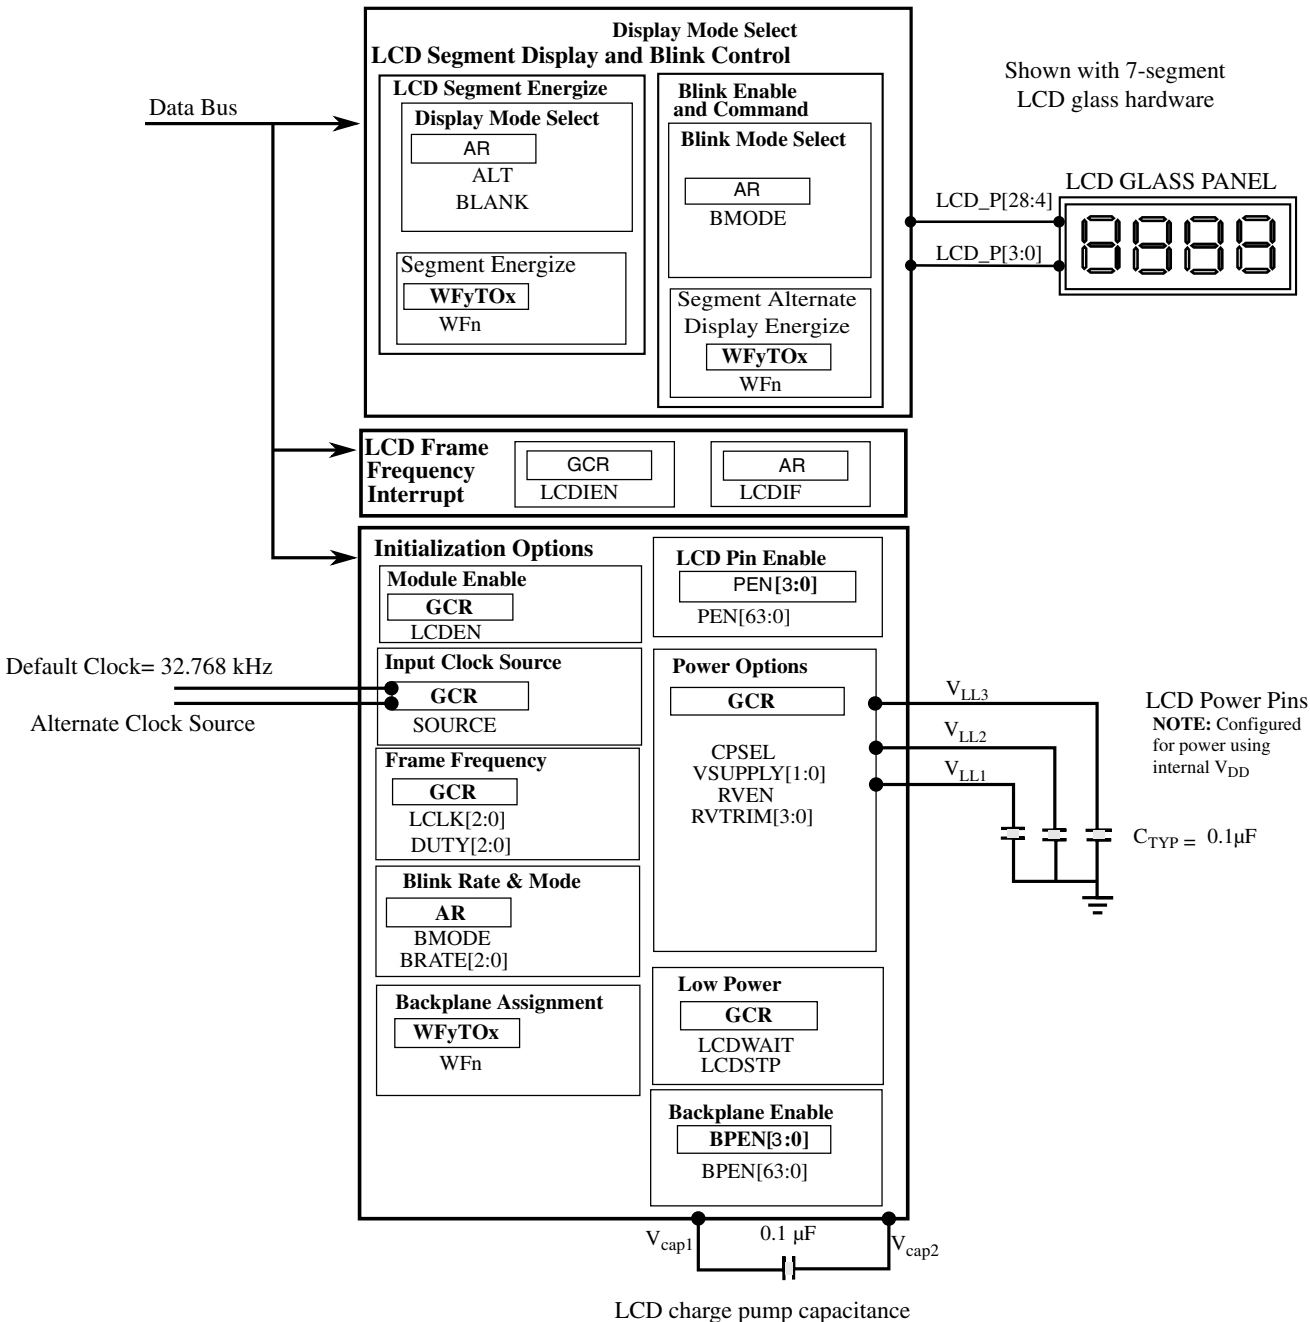 Display Mode Select
LCD Segment Display and Blink Control
LCD Segment Energize
Display Mode Select
AR
ALT
BLANK
Segment Energize
WFyTOx
WFn
Blink Enable
and Command
Blink Mode Select
AR
BMODE
Segment Alternate
Display Energize
WFyTOx
WFn
Data Bus
Shown with 7-segment
LCD glass hardware
LCD GLASS PANEL
LCD_P[28:4]
LCD_P[3:0]
LCD Frame
Frequency
Interrupt
GCR
LCDIEN
AR
LCDIF
Initialization Options
Module Enable
GCR
LCDEN
Default Clock= 32.768 kHz
Alternate Clock Source
Input Clock Source
GCR
SOURCE
Frame Frequency
GCR
LCLK[2:0]
DUTY[2:0]
Blink Rate & Mode
AR
BMODE
BRATE[2:0]
Backplane Assignment
WFyTOx
WFn
LCD Pin Enable
PEN[3:0]
PEN[63:0]
Power Options
GCR
CPSEL
VSUPPLY[1:0]
RVEN
RVTRIM[3:0]
VLL3
VLL2
VLL1
LCD Power Pins
NOTE: Configured
for power using
internal VDD
CTYP = 0.1µF
Low Power
GCR
LCDWAIT
LCDSTP
Backplane Enable
BPEN[3:0]
BPEN[63:0]
Vcap1
0.1 µF
Vcap2
LCD charge pump capacitance